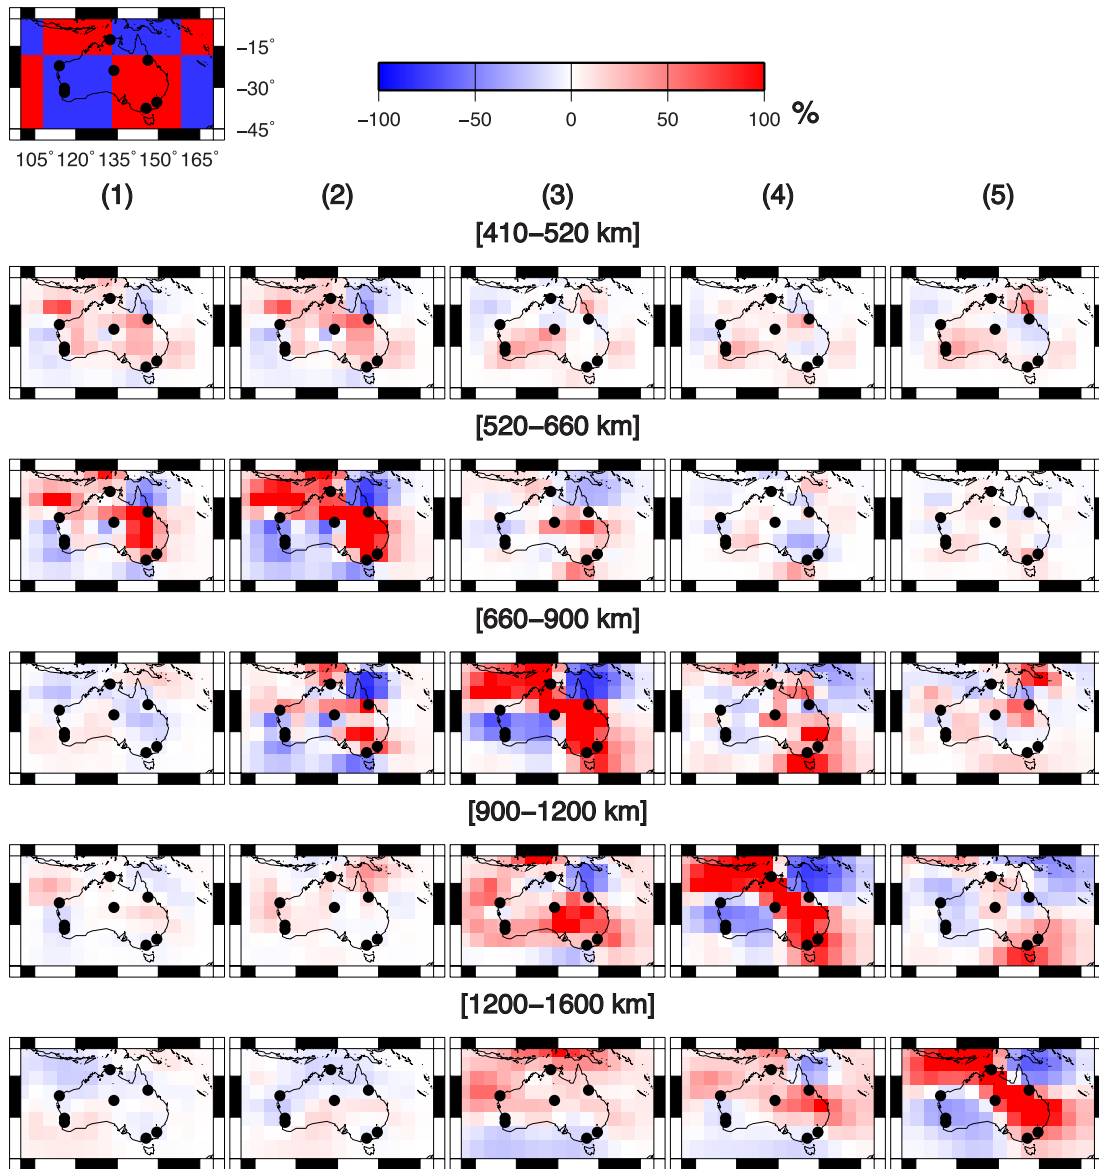 −15°
−30°
−45°
105° 120° 135° 150° 165°
−100 −50 0 50 100 %
(1) (2) (3) (4) (5)
[410−520 km]
[520−660 km]
[660−900 km]
[900−1200 km]
[1200−1600 km]